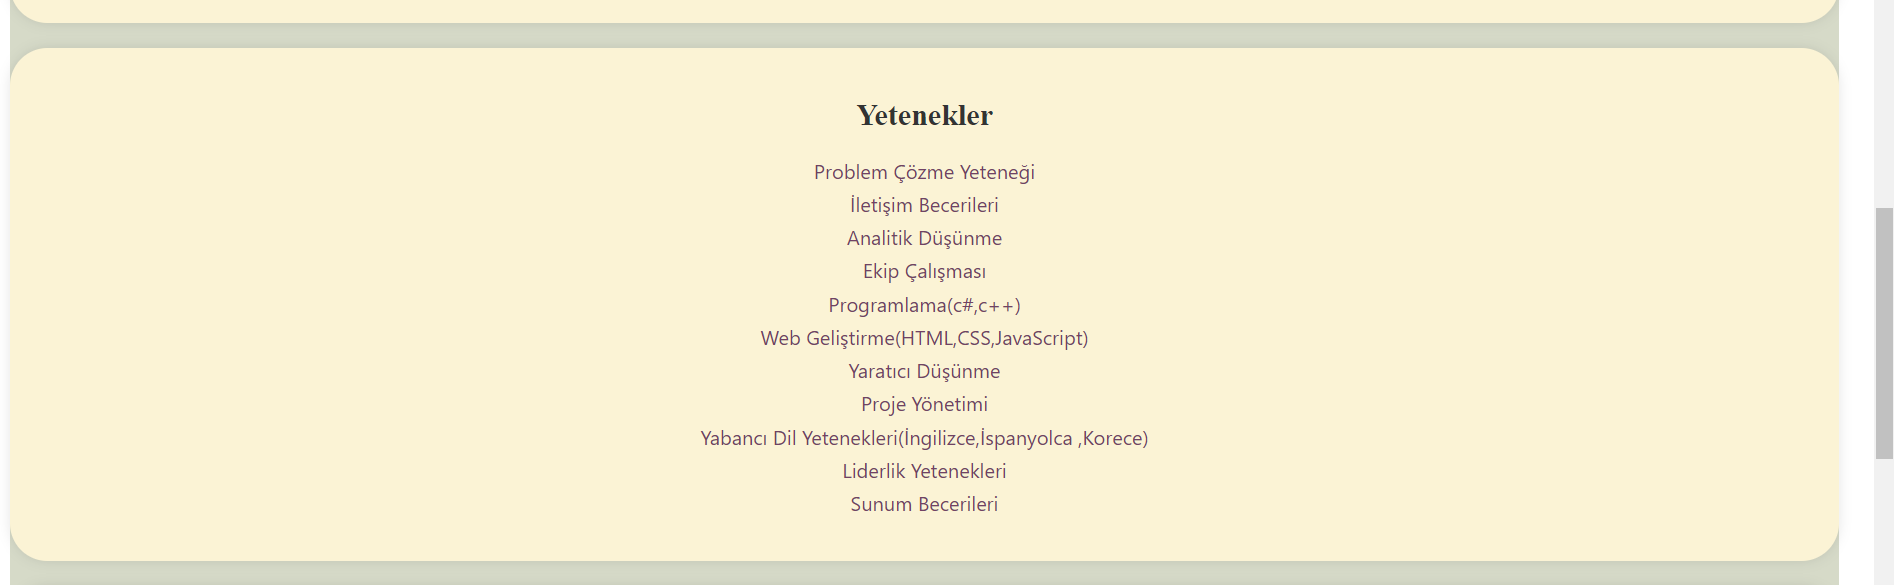 Yetenekler
Problem Çözme Yeteneği
İletişim Becerileri
Analitik Düşünme
Ekip Çalışması
Programlama(c#,c++)
Web Geliştirme(HTML,CSS,JavaScript)
Yaratıcı Düşünme
Proje Yönetimi
Yabancı Dil Yetenekleri(İngilizce,İspanyolca ,Korece)
Liderlik Yetenekleri
Sunum Becerileri